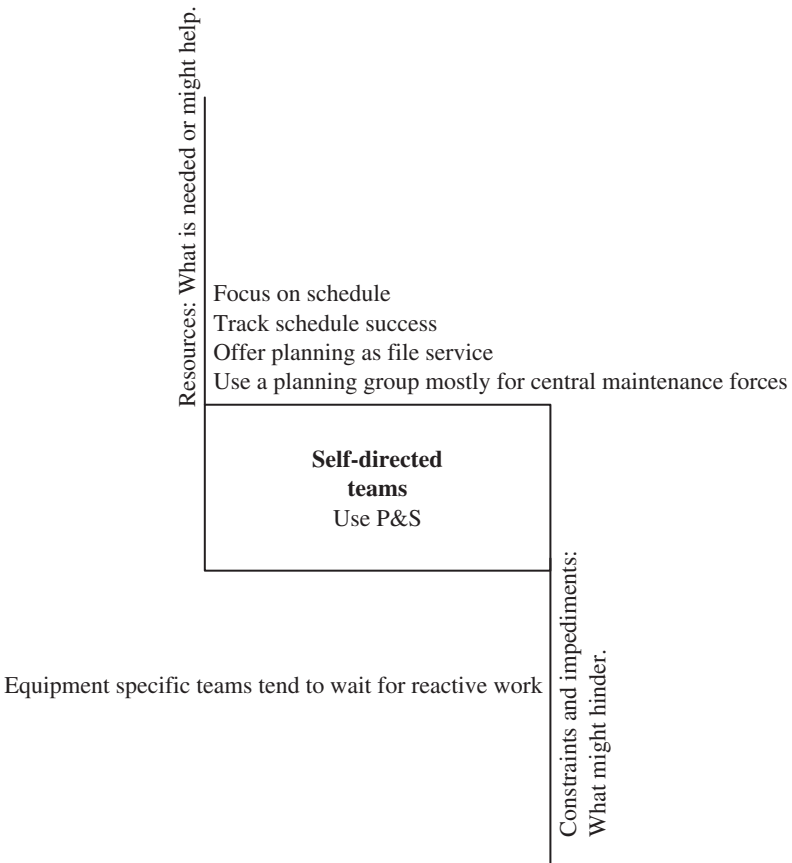 Resources: What is needed or might help.
Focus on schedule
Track schedule success
Offer planning as file service
Use a planning group mostly for central maintenance forces
Self-directed
teams
Use P&S
Equipment specific teams tend to wait for reactive work
Constraints and impediments:
What might hinder.